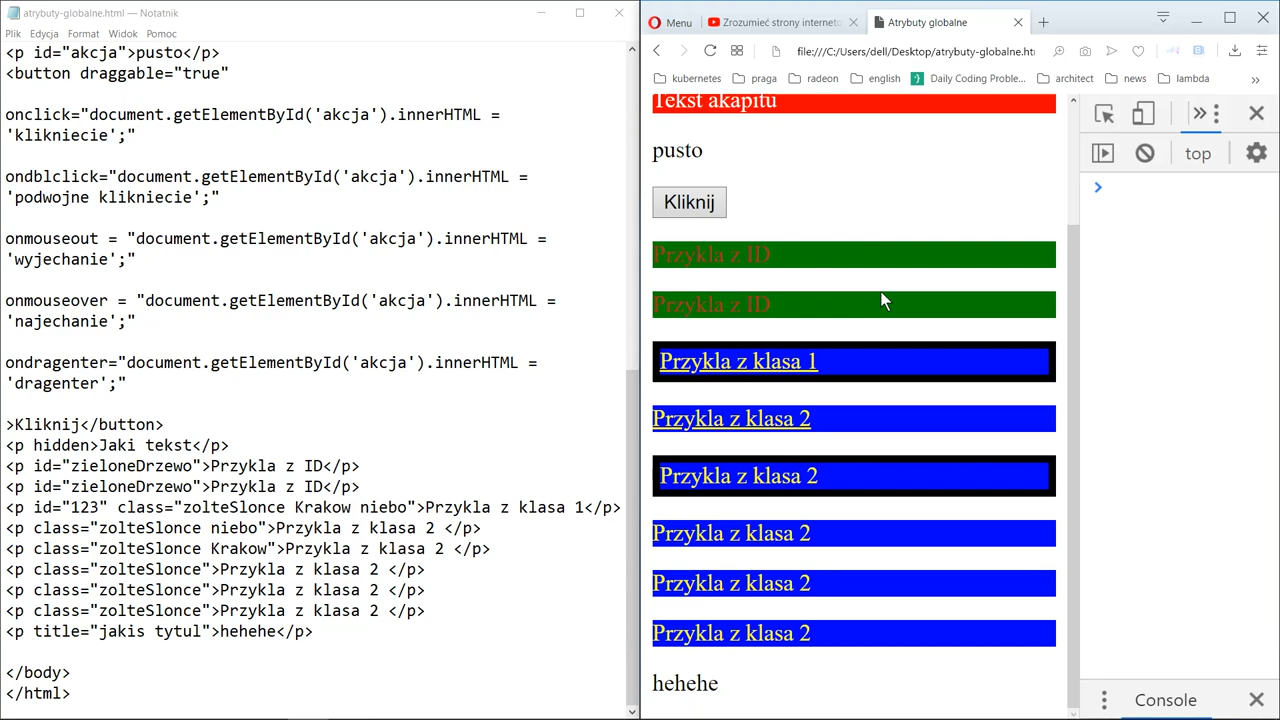 atrybuty-globalne.html — Notatnik
Plik Edycja Format Widok Pomoc
<p id="akcja">pusto</p>
<button draggable="true"
onclick="document.getElementById('akcja').innerHTML =
'klikniecie';"
ondblclick="document.getElementById('akcja').innerHTML =
'podwojne klikniecie';"
onmouseout = "document.getElementById('akcja').innerHTML =
'wyjechanie';"
onmouseover = "document.getElementById('akcja').innerHTML =
'najechanie';"
ondragenter="document.getElementById('akcja').innerHTML =
'dragenter';"
>Kliknij</button>
<p hidden>Jaki tekst</p>
<p id="zieloneDrzewo">Przykla z ID</p>
<p id="zieloneDrzewo">Przykla z ID</p>
<p id="123" class="zolteSlonce Krakow niebo">Przykla z klasa 1</p>
<p class="zolteSlonce niebo">Przykla z klasa 2 </p>
<p class="zolteSlonce Krakow">Przykla z klasa 2 </p>
<p class="zolteSlonce">Przykla z klasa 2 </p>
<p class="zolteSlonce">Przykla z klasa 2 </p>
<p class="zolteSlonce">Przykla z klasa 2 </p>
<p title="jakis tytul">hehehe</p>
</body>
</html>
Menu Zrozumieć strony interneto Atrybuty globalne
file:///C:/Users/dell/Desktop/atrybuty-globalne.ht
kubernetes praga radeon english Daily Coding Proble... architect news lambda
Tekst akapitu
pusto
Kliknij
Przykla z ID
Przykla z ID
Przykla z klasa 1
Przykla z klasa 2
Przykla z klasa 2
Przykla z klasa 2
Przykla z klasa 2
Przykla z klasa 2
hehehe
top
Console